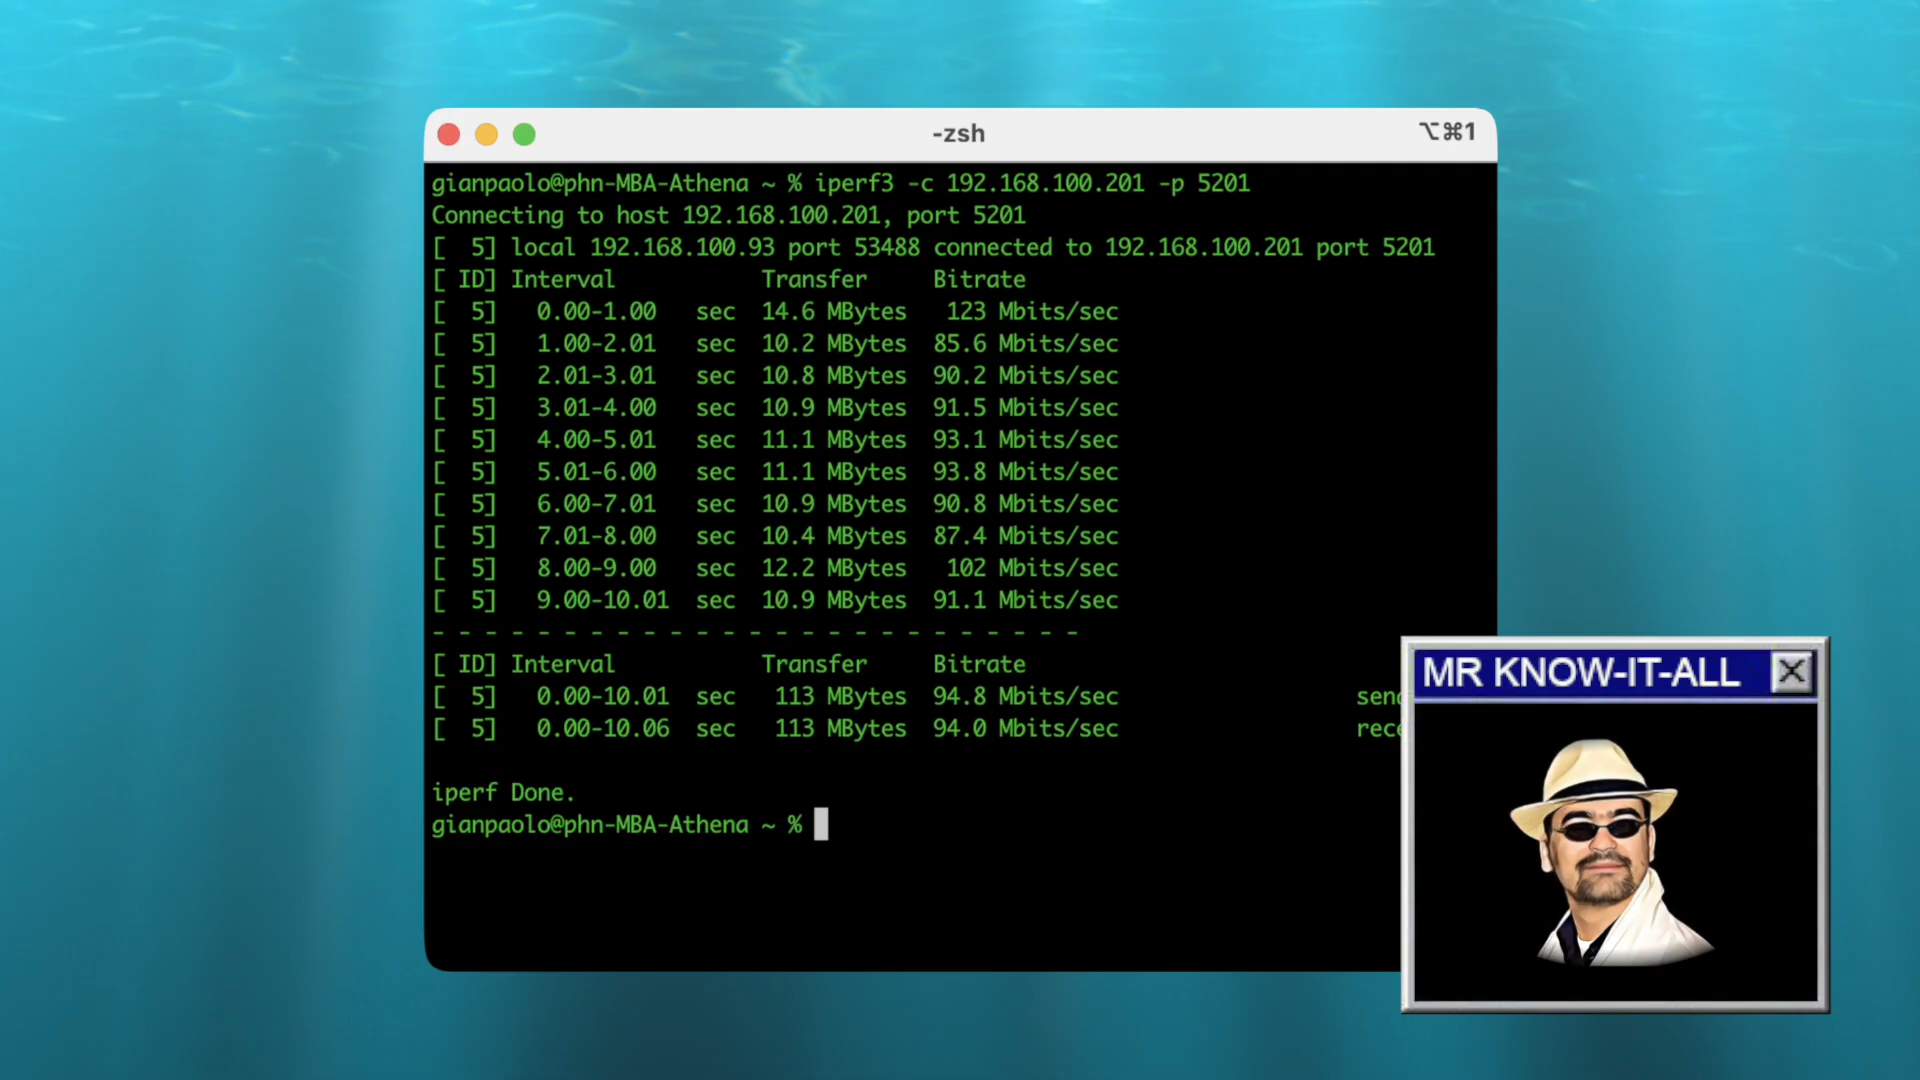 -zsh
⌥⌘1
gianpaolo@phn-MBA-Athena ~ % iperf3 -c 192.168.100.201 -p 5201
Connecting to host 192.168.100.201, port 5201
[  5] local 192.168.100.93 port 53488 connected to 192.168.100.201 port 5201
[ ID] Interval           Transfer     Bitrate
[  5]   0.00-1.00   sec  14.6 MBytes   123 Mbits/sec
[  5]   1.00-2.01   sec  10.2 MBytes  85.6 Mbits/sec
[  5]   2.01-3.01   sec  10.8 MBytes  90.2 Mbits/sec
[  5]   3.01-4.00   sec  10.9 MBytes  91.5 Mbits/sec
[  5]   4.00-5.01   sec  11.1 MBytes  93.1 Mbits/sec
[  5]   5.01-6.00   sec  11.1 MBytes  93.8 Mbits/sec
[  5]   6.00-7.01   sec  10.9 MBytes  90.8 Mbits/sec
[  5]   7.01-8.00   sec  10.4 MBytes  87.4 Mbits/sec
[  5]   8.00-9.00   sec  12.2 MBytes   102 Mbits/sec
[  5]   9.00-10.01  sec  10.9 MBytes  91.1 Mbits/sec
- - - - - - - - - - - - - - - - - - - - - - - - -
[ ID] Interval           Transfer     Bitrate
[  5]   0.00-10.01  sec   113 MBytes  94.8 Mbits/sec
[  5]   0.00-10.06  sec   113 MBytes  94.0 Mbits/sec
iperf Done.
gianpaolo@phn-MBA-Athena ~ %
MR KNOW-IT-ALL